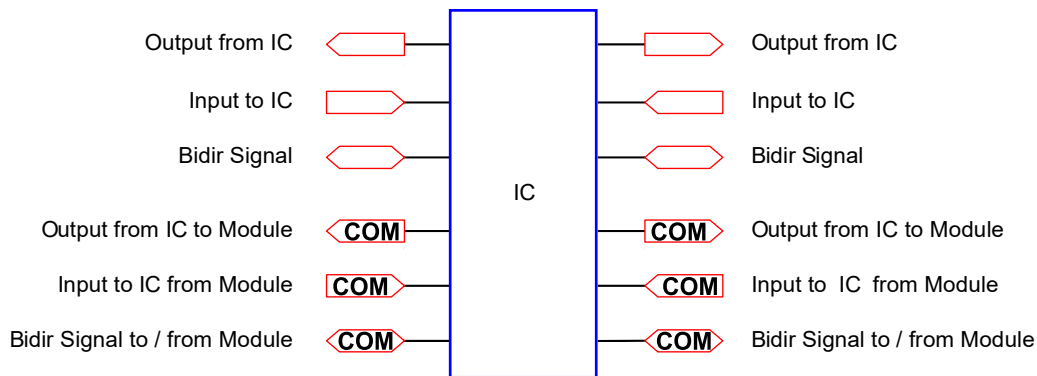 Output from IC Output from IC
Input to IC Input to IC
Bidir Signal Bidir Signal
IC
Output from IC to Module COM COM Output from IC to Module
Input to IC from Module COM COM Input to IC from Module
Bidir Signal to / from Module COM COM Bidir Signal to / from Module